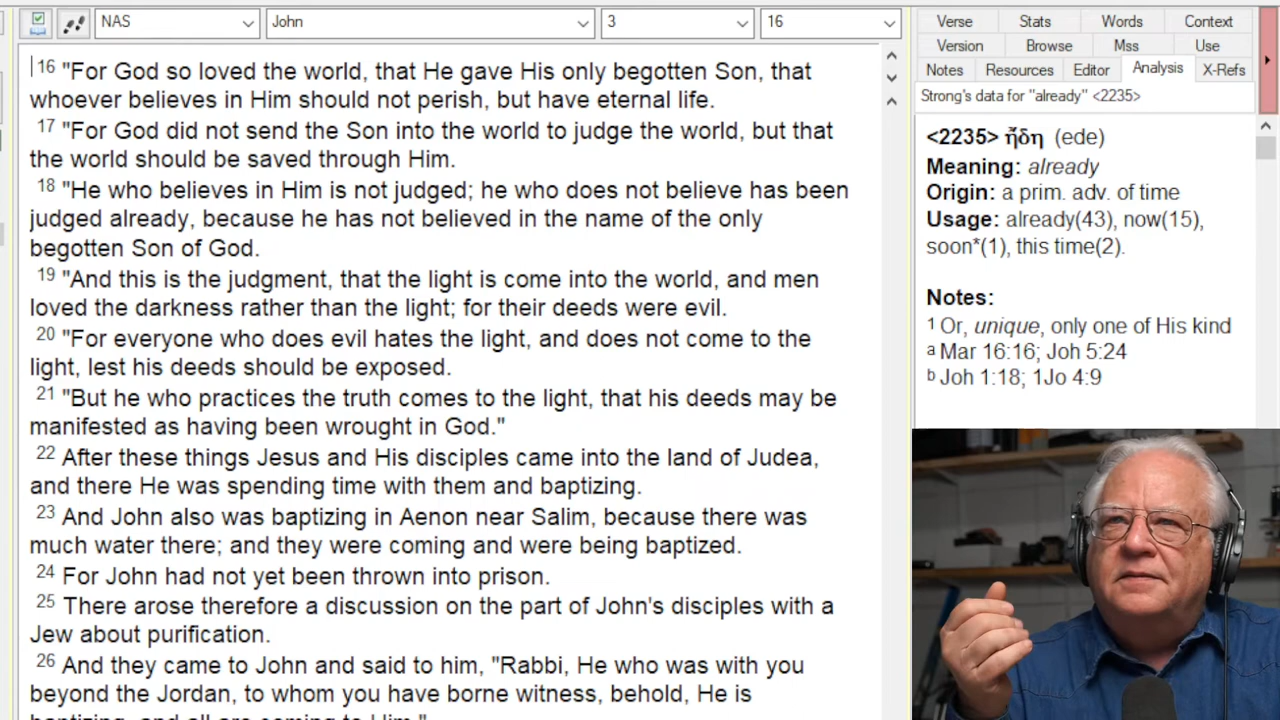 NAS John 3 16
16 "For God so loved the world, that He gave His only begotten Son, that
whoever believes in Him should not perish, but have eternal life.
17 "For God did not send the Son into the world to judge the world, but that
the world should be saved through Him.
18 "He who believes in Him is not judged; he who does not believe has been
judged already, because he has not believed in the name of the only
begotten Son of God.
19 "And this is the judgment, that the light is come into the world, and men
loved the darkness rather than the light; for their deeds were evil.
20 "For everyone who does evil hates the light, and does not come to the
light, lest his deeds should be exposed.
21 "But he who practices the truth comes to the light, that his deeds may be
manifested as having been wrought in God."
22 After these things Jesus and His disciples came into the land of Judea,
and there He was spending time with them and baptizing.
23 And John also was baptizing in Aenon near Salim, because there was
much water there; and they were coming and were being baptized.
24 For John had not yet been thrown into prison.
25 There arose therefore a discussion on the part of John's disciples with a
Jew about purification.
26 And they came to John and said to him, "Rabbi, He who was with you
beyond the Jordan, to whom you have borne witness, behold, He is
baptizing, and all are coming to Him."
Verse Stats Words Context
Version Browse Mss Use
Notes Resources Editor Analysis X-Refs
Strong's data for "already" <2235>
<2235> ἤδη (ede)
Meaning: already
Origin: a prim. adv. of time
Usage: already(43), now(15),
soon*(1), this time(2).
Notes:
1 Or, unique, only one of His kind
a Mar 16:16; Joh 5:24
b Joh 1:18; 1Jo 4:9